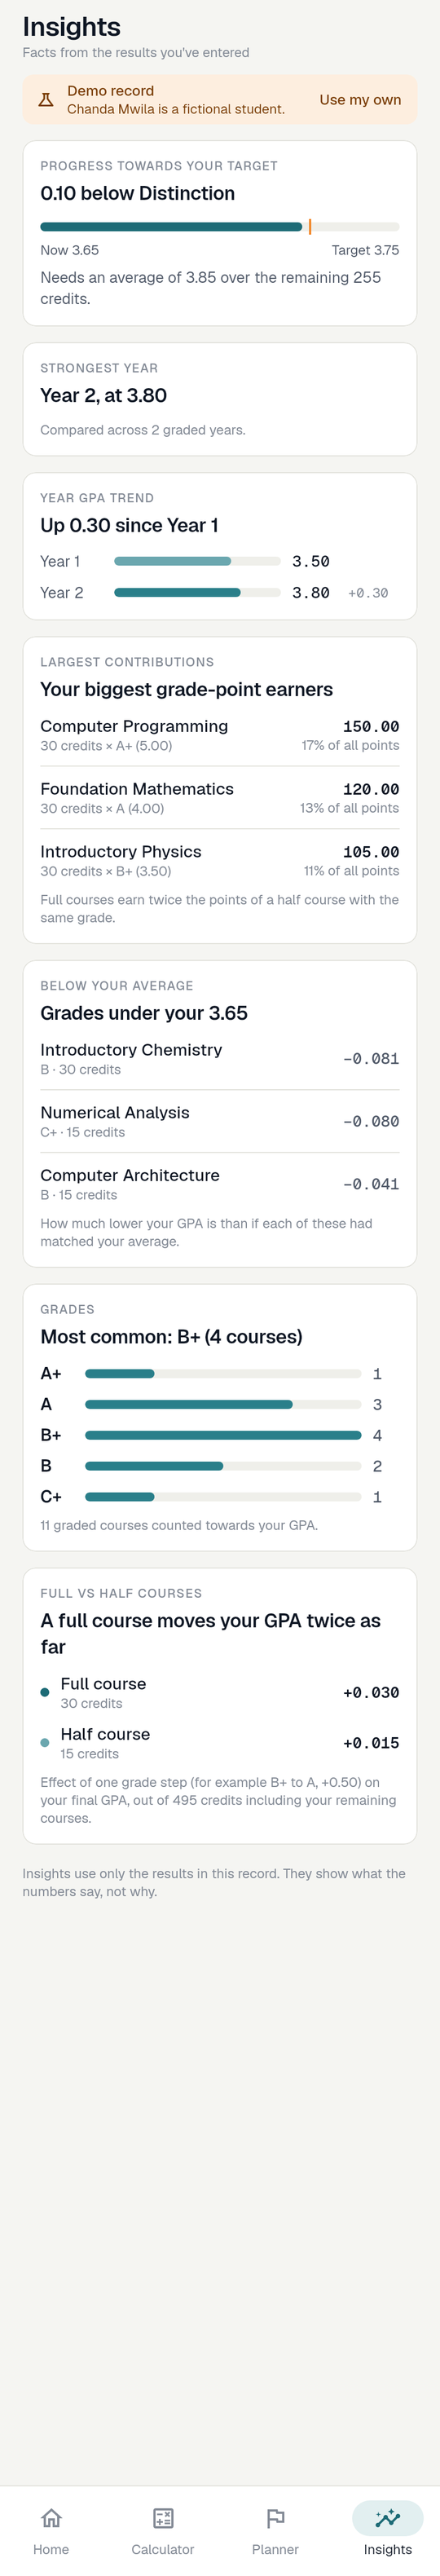 Insights
Facts from the results you've entered
Demo record
Chanda Mwila is a fictional student.
Use my own
PROGRESS TOWARDS YOUR TARGET
0.10 below Distinction
Now 3.65
Target 3.75
Needs an average of 3.85 over the remaining 255
credits.
STRONGEST YEAR
Year 2, at 3.80
Compared across 2 graded years.
YEAR GPA TREND
Up 0.30 since Year 1
Year 1 3.50
Year 2 3.80 +0.30
LARGEST CONTRIBUTIONS
Your biggest grade-point earners
Computer Programming 150.00
30 credits × A+ (5.00) 17% of all points
Foundation Mathematics 120.00
30 credits × A (4.00) 13% of all points
Introductory Physics 105.00
30 credits × B+ (3.50) 11% of all points
Full courses earn twice the points of a half course with the
same grade.
BELOW YOUR AVERAGE
Grades under your 3.65
Introductory Chemistry
B · 30 credits
−0.081
Numerical Analysis
C+ · 15 credits
−0.080
Computer Architecture
B · 15 credits
−0.041
How much lower your GPA is than if each of these had
matched your average.
GRADES
Most common: B+ (4 courses)
A+ 1
A 3
B+ 4
B 2
C+ 1
11 graded courses counted towards your GPA.
FULL VS HALF COURSES
A full course moves your GPA twice as
far
Full course
30 credits
+0.030
Half course
15 credits
+0.015
Effect of one grade step (for example B+ to A, +0.50) on
your final GPA, out of 495 credits including your remaining
courses.
Insights use only the results in this record. They show what the
numbers say, not why.
Home
Calculator
Planner
Insights